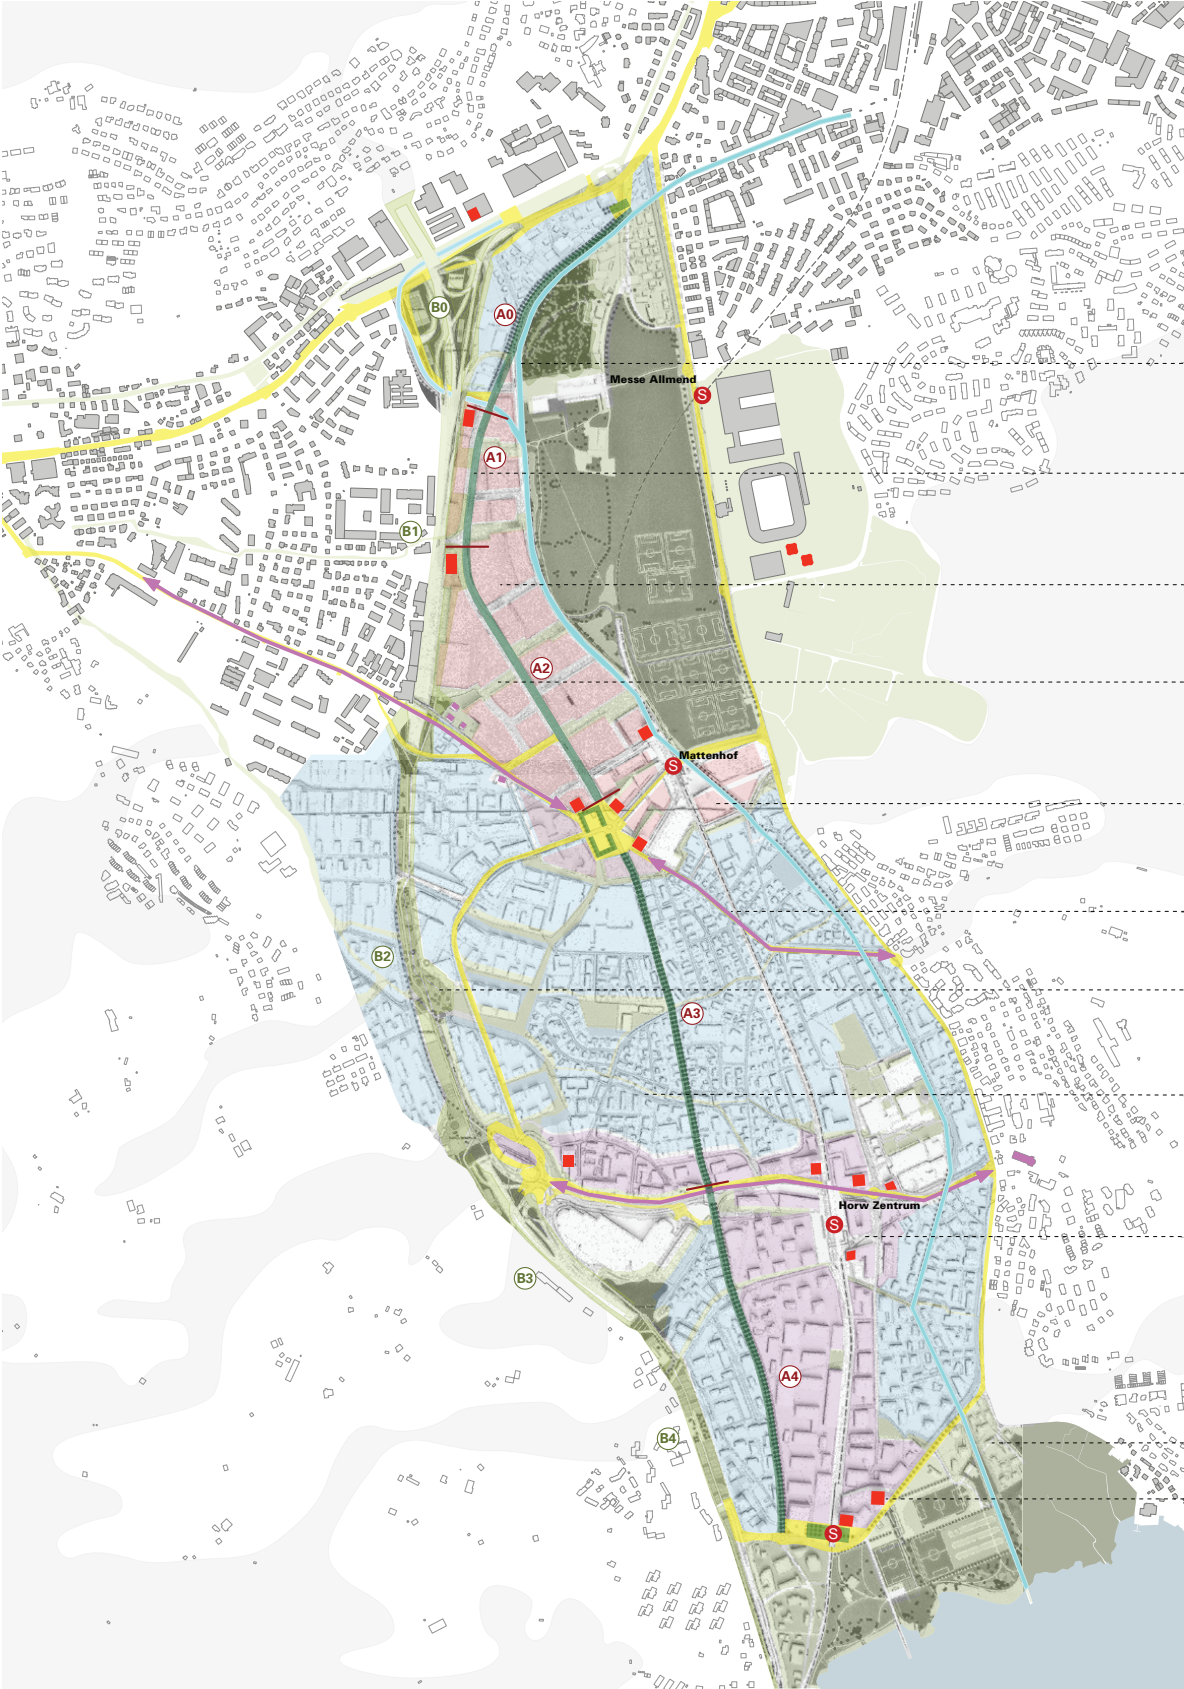 B0
A0
Messe Allmend
S
A1
B1
A2
Mattenhof
S
B2
A3
Horw Zentrum
S
B3
A4
B4
S